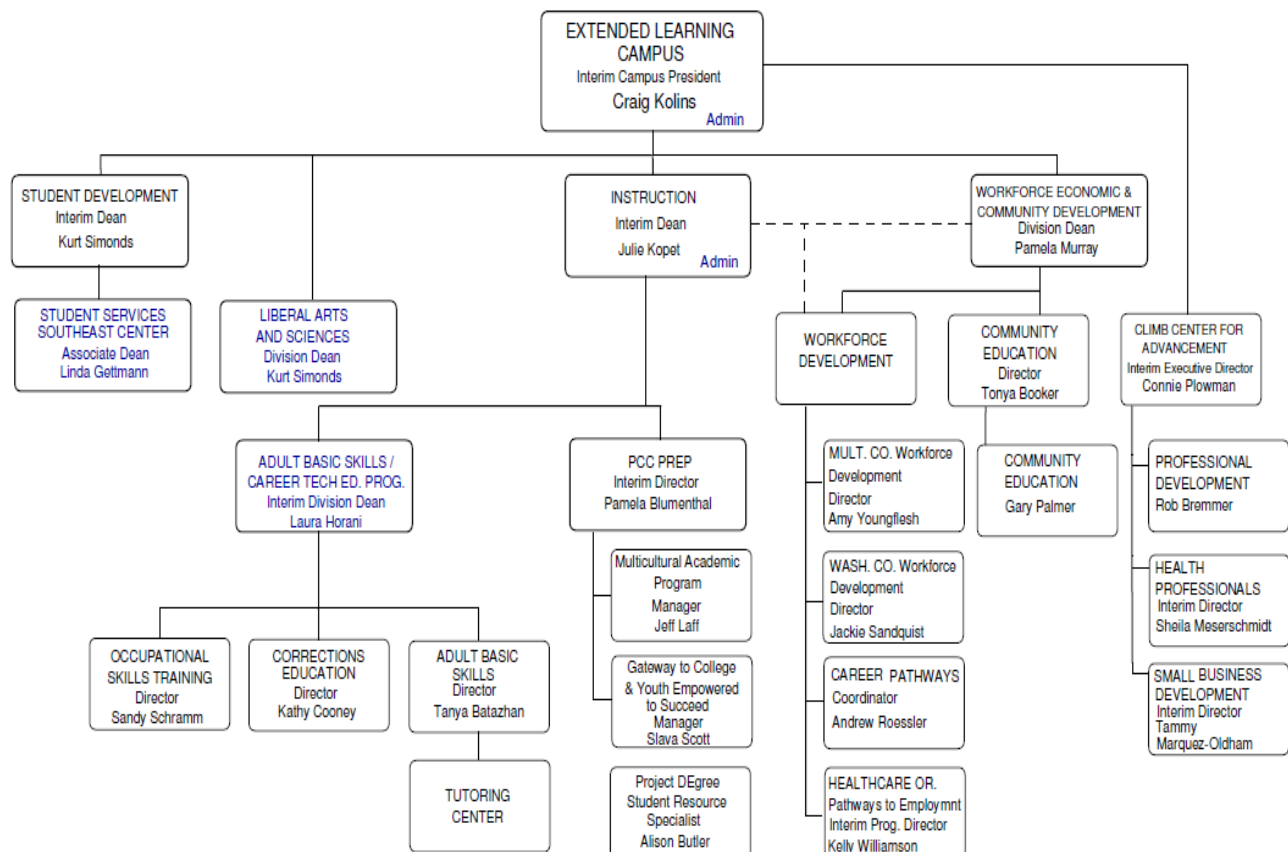 EXTENDED LEARNING
CAMPUS
Interim Campus President
Craig Kolins
Admin
STUDENT DEVELOPMENT
Interim Dean
Kurt Simonds
INSTRUCTION
Interim Dean
Julie Kopet
Admin
WORKFORCE ECONOMIC &
COMMUNITY DEVELOPMENT
Division Dean
Pamela Murray
STUDENT SERVICES
SOUTHEAST CENTER
Associate Dean
Linda Gettmann
LIBERAL ARTS
AND SCIENCES
Division Dean
Kurt Simonds
WORKFORCE
DEVELOPMENT
COMMUNITY
EDUCATION
Director
Tonya Booker
CLIMB CENTER FOR
ADVANCEMENT
Interim Executive Director
Connie Plowman
ADULT BASIC SKILLS /
CAREER TECH ED. PROG.
Interim Division Dean
Laura Horani
PCC PREP
Interim Director
Pamela Blumenthal
MULT. CO. Workforce
Development
Director
Amy Youngflesh
COMMUNITY
EDUCATION
Gary Palmer
PROFESSIONAL
DEVELOPMENT
Rob Bremmer
Multicultural Academic
Program
Manager
Jeff Laff
WASH. CO. Workforce
Development
Director
Jackie Sandquist
HEALTH
PROFESSIONALS
Interim Director
Sheila Meserschmidt
OCCUPATIONAL
SKILLS TRAINING
Director
Sandy Schramm
CORRECTIONS
EDUCATION
Director
Kathy Cooney
ADULT BASIC
SKILLS
Director
Tanya Batazhan
Gateway to College
& Youth Empowered
to Succeed
Manager
Slava Scott
CAREER PATHWAYS
Coordinator
Andrew Roessler
SMALL BUSINESS
DEVELOPMENT
Interim Director
Tammy
Marquez-Oldham
TUTORING
CENTER
Project DEgree
Student Resource
Specialist
Alison Butler
HEALTHCARE OR.
Pathways to Employmnt
Interim Prog. Director
Kelly Williamson